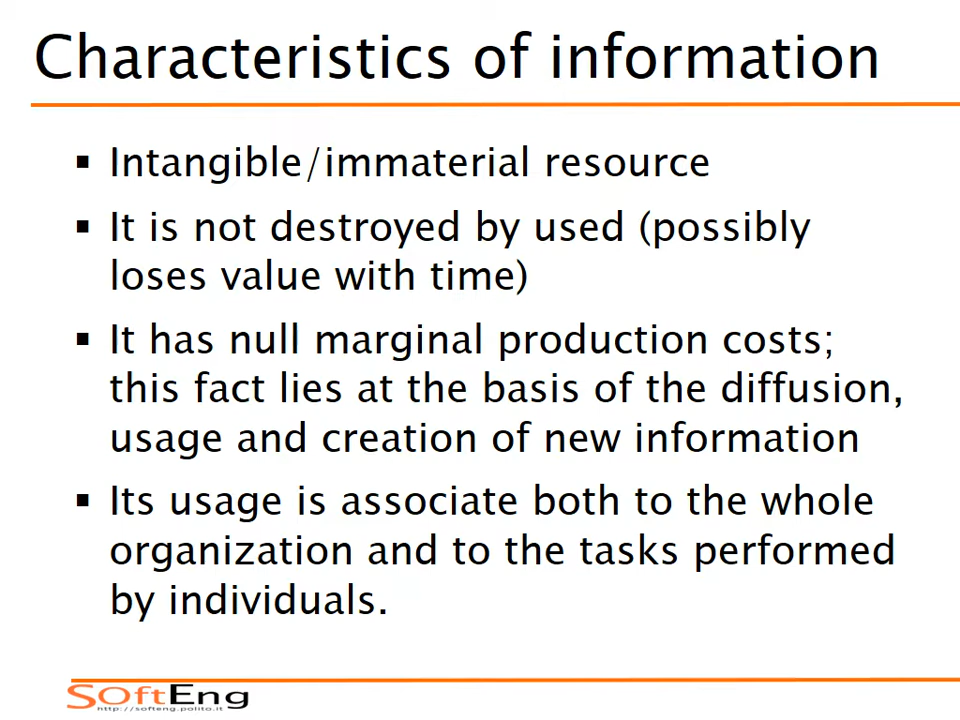 Characteristics of information
▪ Intangible/immaterial resource
▪ It is not destroyed by used (possibly
loses value with time)
▪ It has null marginal production costs;
this fact lies at the basis of the diffusion,
usage and creation of new information
▪ Its usage is associate both to the whole
organization and to the tasks performed
by individuals.
SoftEng
http://softeng.polito.it